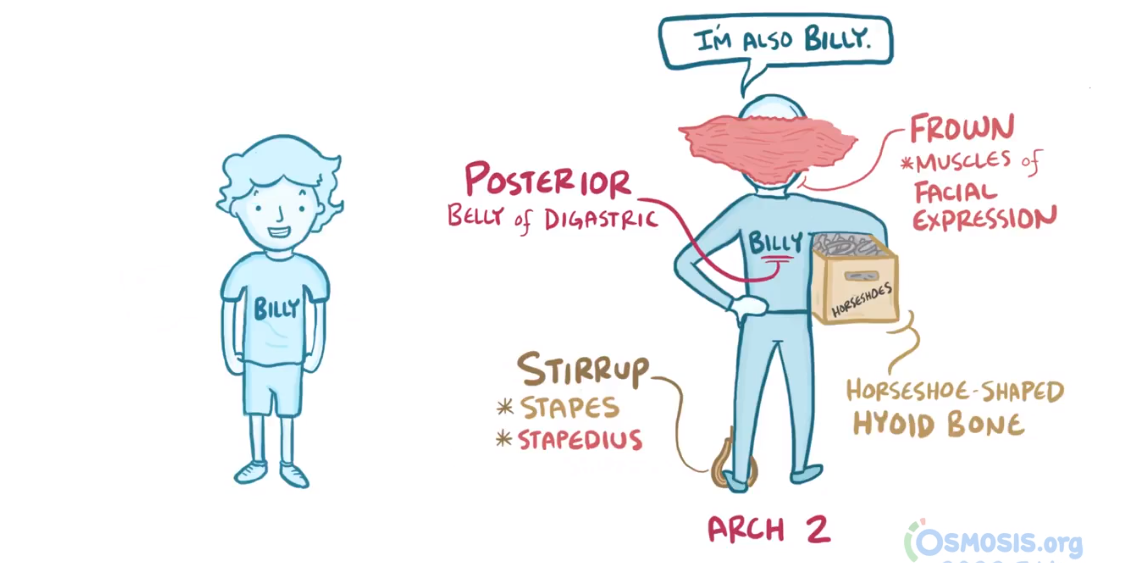 I'M ALSO BILLY.
FROWN
*MUSCLES of
FACIAL
EXPRESSION
POSTERIOR
BELLY of DIGASTRIC
BILLY
BILLY
HORSESHOES
STIRRUP
* STAPES
* STAPEDIUS
HORSESHOE-SHAPED
HYOID BONE
ARCH 2
OSMOSIS.org